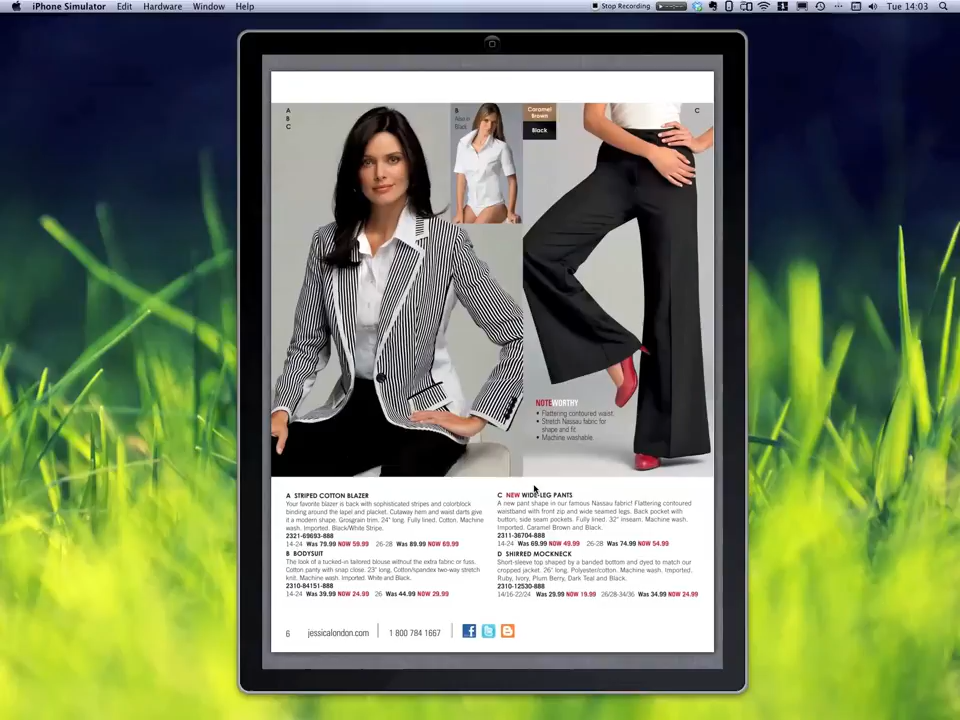 iPhone Simulator Edit Hardware Window Help
Stop Recording
Tue 14:03
A
B
C
B
Also in
Black.
Caramel
Brown
Black
C
NOTEWORTHY
• Flattering contoured waist.
• Stretch Nassau fabric for
shape and fit.
• Machine washable.
A STRIPED COTTON BLAZER
Your favorite blazer is back with sophisticated stripes and colorblock
binding around the lapel and placket. Cutaway hem and waist darts give
it a modern shape. Grosgrain trim. 24" long. Fully lined. Cotton. Machine
wash. Imported. Black/White Stripe.
2321-69693-888
14-24 Was 79.99 NOW 59.99 26-28 Was 89.99 NOW 69.99
B BODYSUIT
The look of a tucked-in tailored blouse without the extra fabric or fuss.
Cotton panty with snap close. 23" long. Cotton/spandex two-way stretch
knit. Machine wash. Imported. White and Black.
2310-84151-888
14-24 Was 39.99 NOW 24.99 26 Was 44.99 NOW 29.99
C NEW WIDE-LEG PANTS
A new pant shape in our famous Nassau fabric! Flattering contoured
waistband with front zip and wide seamed legs. Back pocket with
button; side seam pockets. Fully lined. 32" inseam. Machine wash.
Imported. Caramel Brown and Black.
2311-36704-888
14-24 Was 69.99 NOW 49.99 26-28 Was 74.99 NOW 54.99
D SHIRRED MOCKNECK
Short-sleeve top shaped by a banded bottom and dyed to match our
cropped jacket. 26" long. Polyester/cotton. Machine wash. Imported.
Ruby, Ivory, Plum Berry, Dark Teal and Black.
2310-12530-888
14/16-22/24 Was 29.99 NOW 19.99 26/28-34/36 Was 34.99 NOW 24.99
6 jessicalondon.com 1 800 784 1667